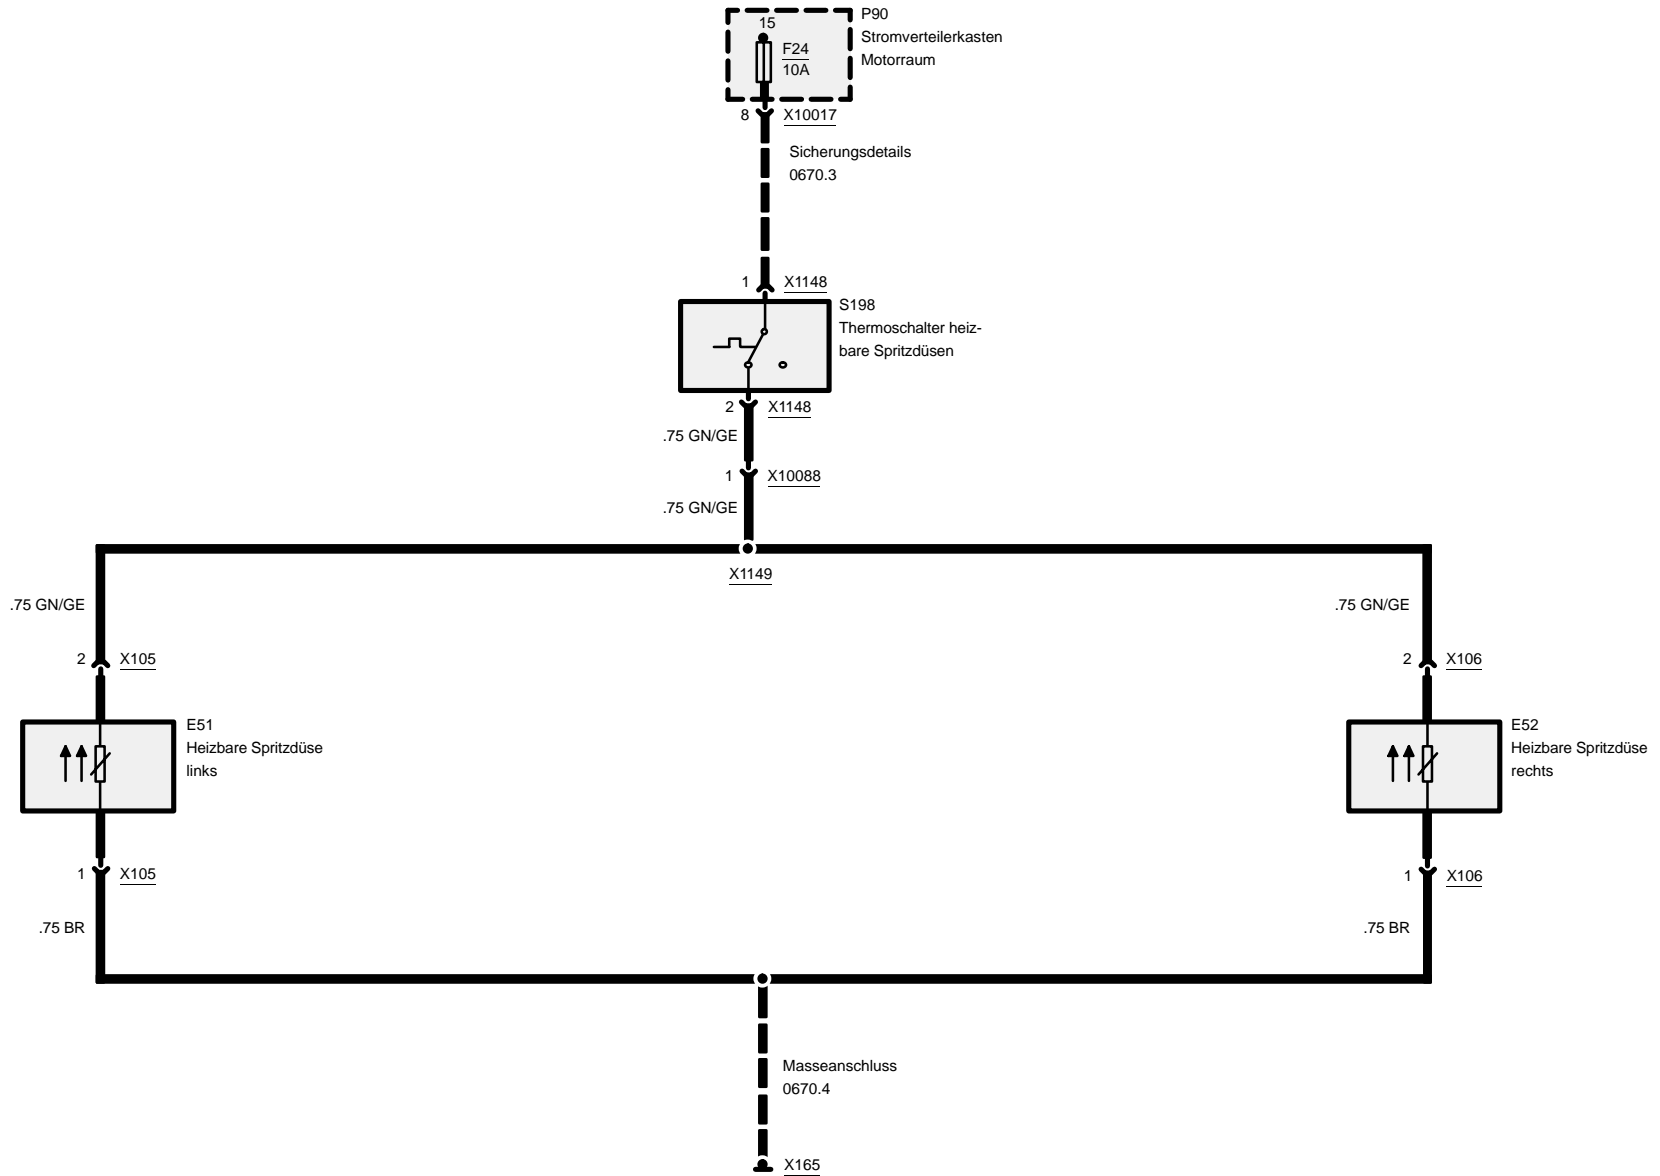 15
F24
10A
P90
Stromverteilerkasten
Motorraum
8
X10017
Sicherungsdetails
0670.3
1
X1148
S198
Thermoschalter heiz-
bare Spritzdüsen
2
X1148
.75 GN/GE
1
X10088
.75 GN/GE
X1149
.75 GN/GE
.75 GN/GE
2
X105
2
X106
E51
Heizbare Spritzdüse
links
E52
Heizbare Spritzdüse
rechts
1
X105
1
X106
.75 BR
.75 BR
Masseanschluss
0670.4
X165